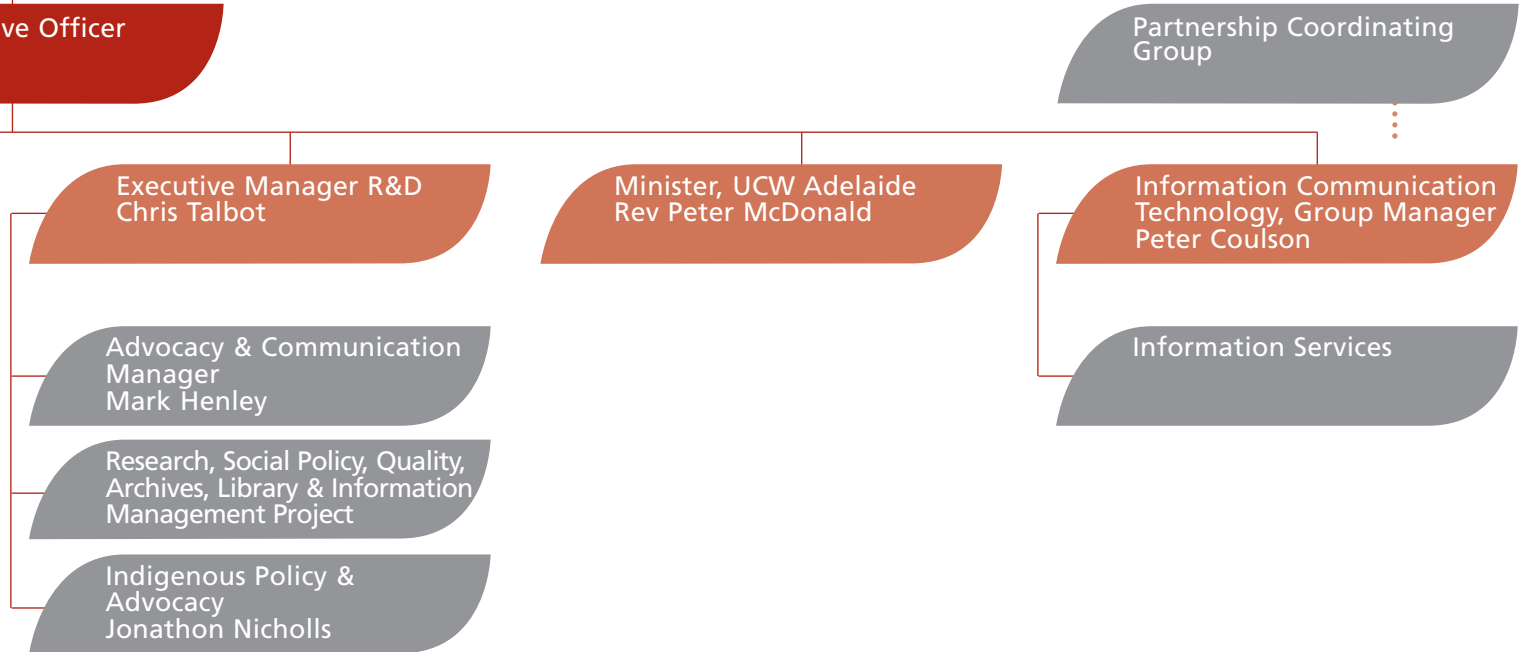 Officer
Partnership Coordinating
Group
Executive Manager R&D
Chris Talbot
Minister, UCW Adelaide
Rev Peter McDonald
Information Communication
Technology, Group Manager
Peter Coulson
Advocacy & Communication
Manager
Mark Henley
Information Services
Research, Social Policy, Quality,
Archives, Library & Information
Management Project
Indigenous Policy &
Advocacy
Jonathon Nicholls